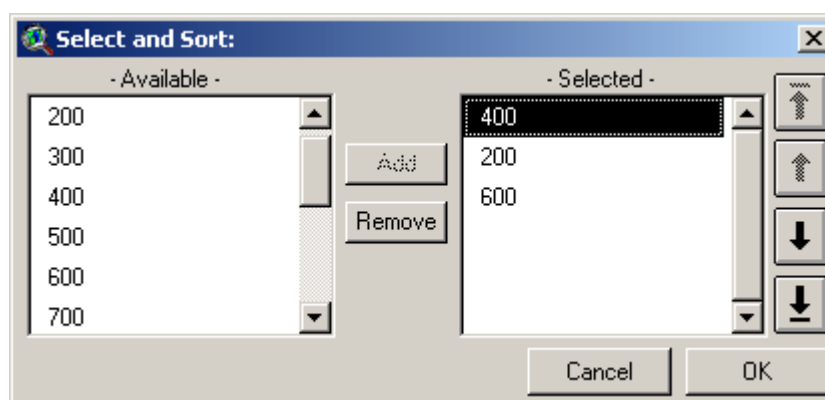 Select and Sort:
- Available -
200
300
400
500
600
700
Add
Remove
- Selected -
400
200
600
Cancel
OK